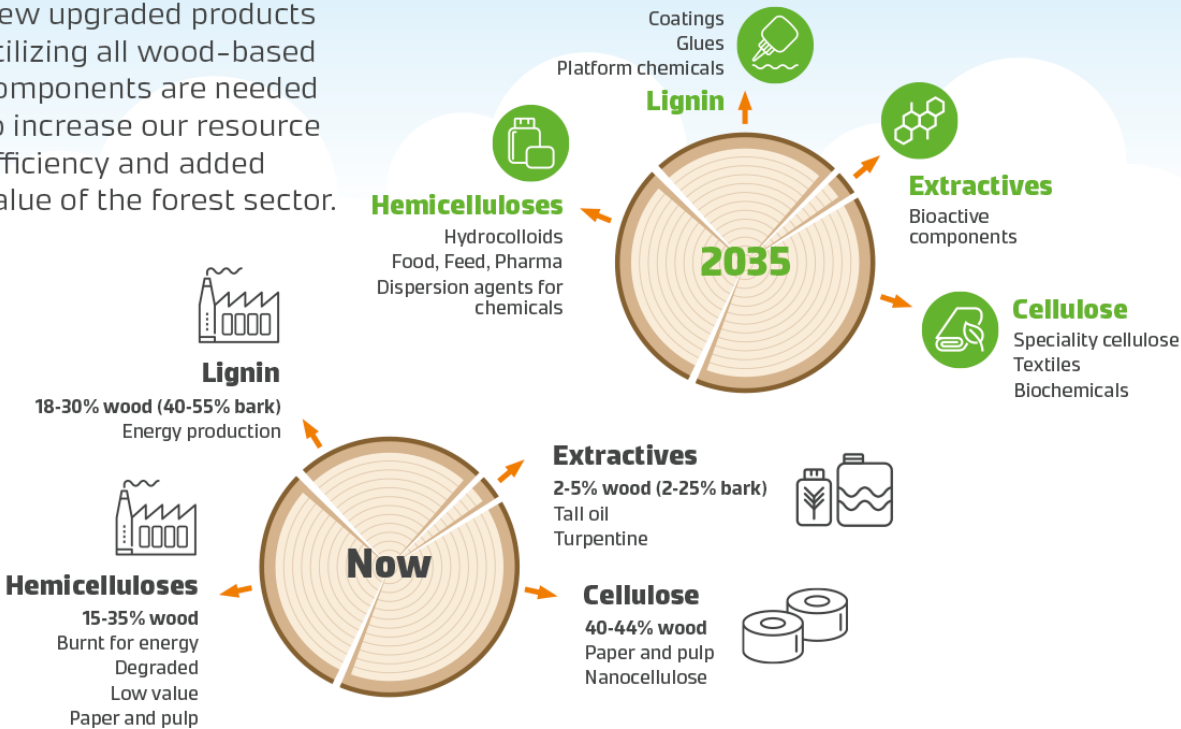 ew upgraded products
tilizing all wood-based
omponents are needed
o increase our resource
fficiency and added
alue of the forest sector.
Coatings
Glues
Platform chemicals
Lignin
Hemicelluloses
Hydrocolloids
Food, Feed, Pharma
Dispersion agents for
chemicals
2035
Extractives
Bioactive
components
Cellulose
Speciality cellulose
Textiles
Biochemicals
Lignin
18-30% wood (40-55% bark)
Energy production
Hemicelluloses
15-35% wood
Burnt for energy
Degraded
Low value
Paper and pulp
Now
Extractives
2-5% wood (2-25% bark)
Tall oil
Turpentine
Cellulose
40-44% wood
Paper and pulp
Nanocellulose